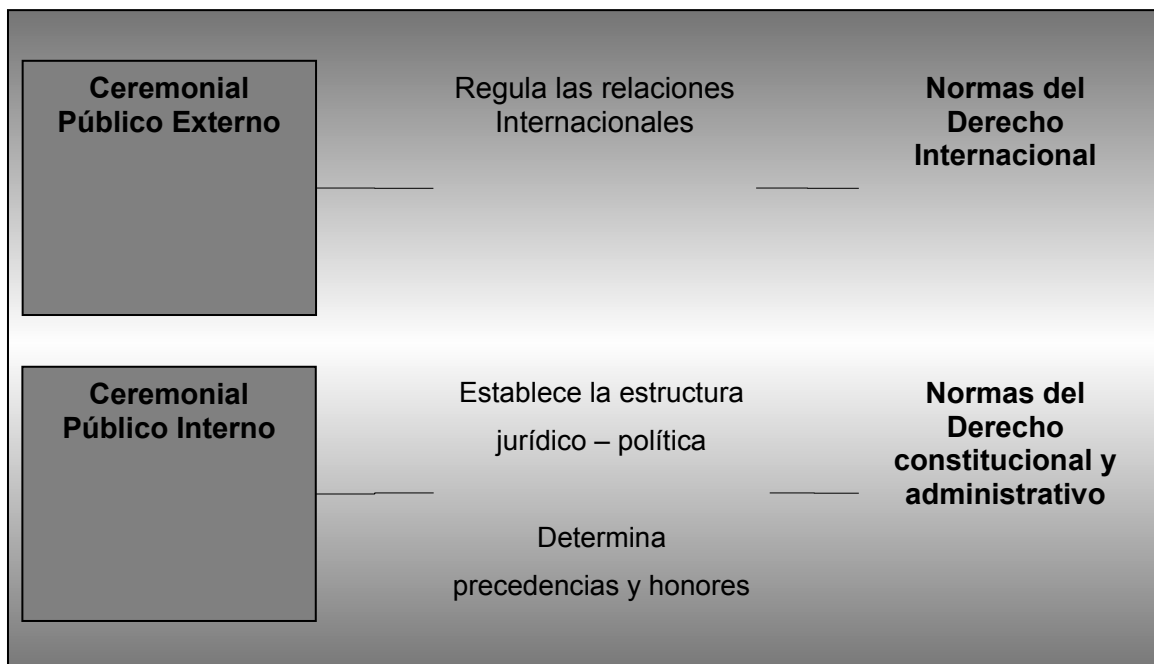 Ceremonial
Público Externo
Regula las relaciones
Internacionales
Normas del
Derecho
Internacional
Ceremonial
Público Interno
Establece la estructura
jurídico – política
Determina
precedencias y honores
Normas del
Derecho
constitucional y
administrativo